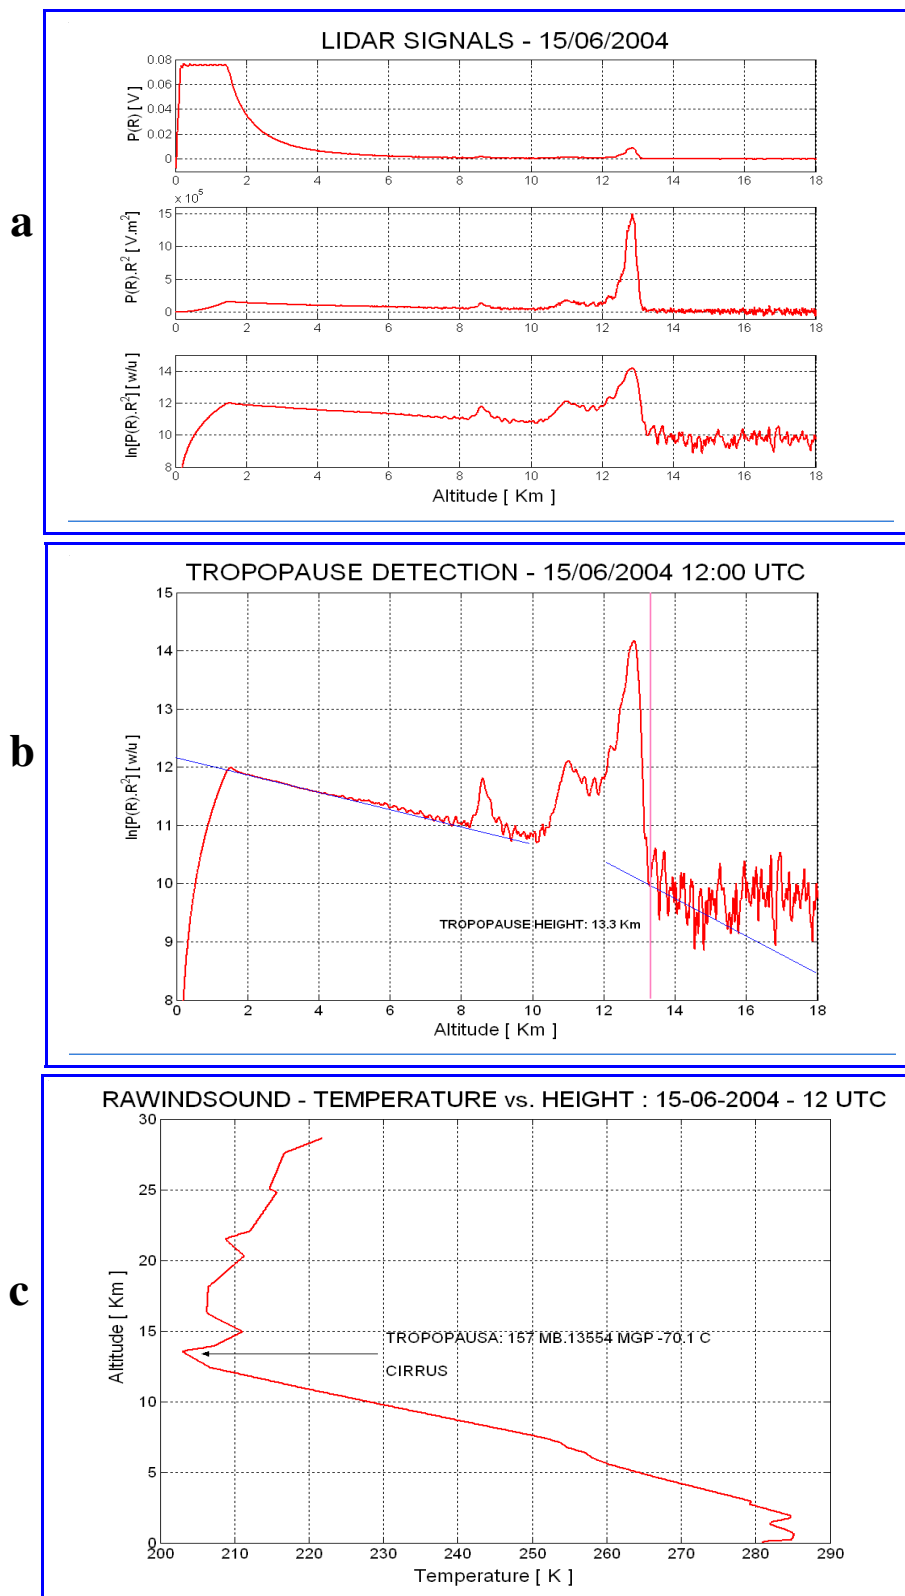 a
LIDAR SIGNALS - 15/06/2004
P(R) [ V]
0.08
0.06
0.04
0.02
0
0 2 4 6 8 10 12 14 16 18
x 10^5
P(R).R² [ V.m²]
15
10
5
0
0 2 4 6 8 10 12 14 16 18
ln[P(R).R²] [ w/u]
14
12
10
8
0 2 4 6 8 10 12 14 16 18
Altitude [ Km ]
b
TROPOPAUSE DETECTION - 15/06/2004 12:00 UTC
ln[P(R).R²] [ w/u]
15
14
13
12
11
10
9
8
TROPOPAUSE HEIGHT: 13.3 Km
0 2 4 6 8 10 12 14 16 18
Altitude [ Km ]
c
RAWINDSOUND - TEMPERATURE vs. HEIGHT : 15-06-2004 - 12 UTC
Altitude [ Km ]
30
25
20
15
10
5
0
TROPOPAUSA: 157 MB.13554 MGP -70.1 C
CIRRUS
200 210 220 230 240 250 260 270 280 290
Temperature [ K ]